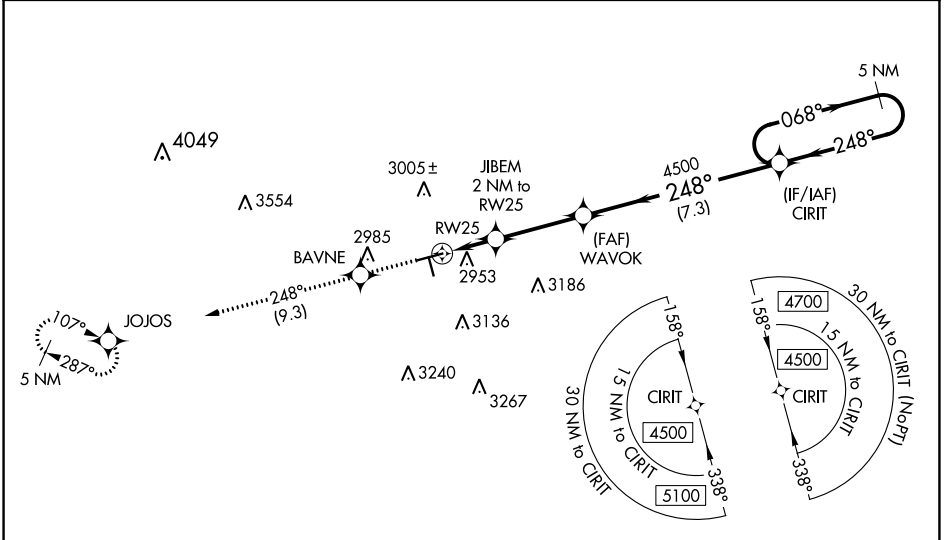 5 NM
068°
248°
4049
3005±
JIBEM
2 NM to
RW25
4500
248°
(7.3)
(IF/IAF)
CIRIT
3554
RW25
(FAF)
WAVOK
2985
BAVNE
2953
3186
248°
(9.3)
JOJOS
107°
287°
5 NM
3136
3240
3267
158°
CIRIT
4500
15 NM to CIRIT
30 NM to CIRIT
5100
338°
158°
4700
4500
CIRIT
15 NM to CIRIT
30 NM to CIRIT (NoPT)
338°